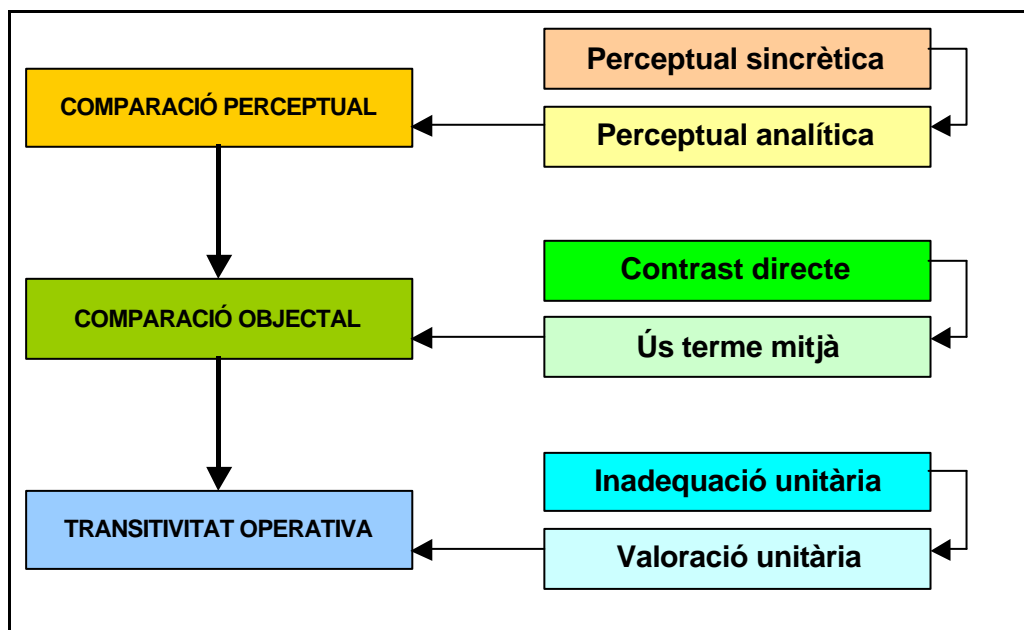 Perceptual sincrètica
COMPARACIÓ PERCEPTUAL
Perceptual analítica
Contrast directe
COMPARACIÓ OBJECTAL
Ús terme mitjà
Inadequació unitària
TRANSITIVITAT OPERATIVA
Valoració unitària